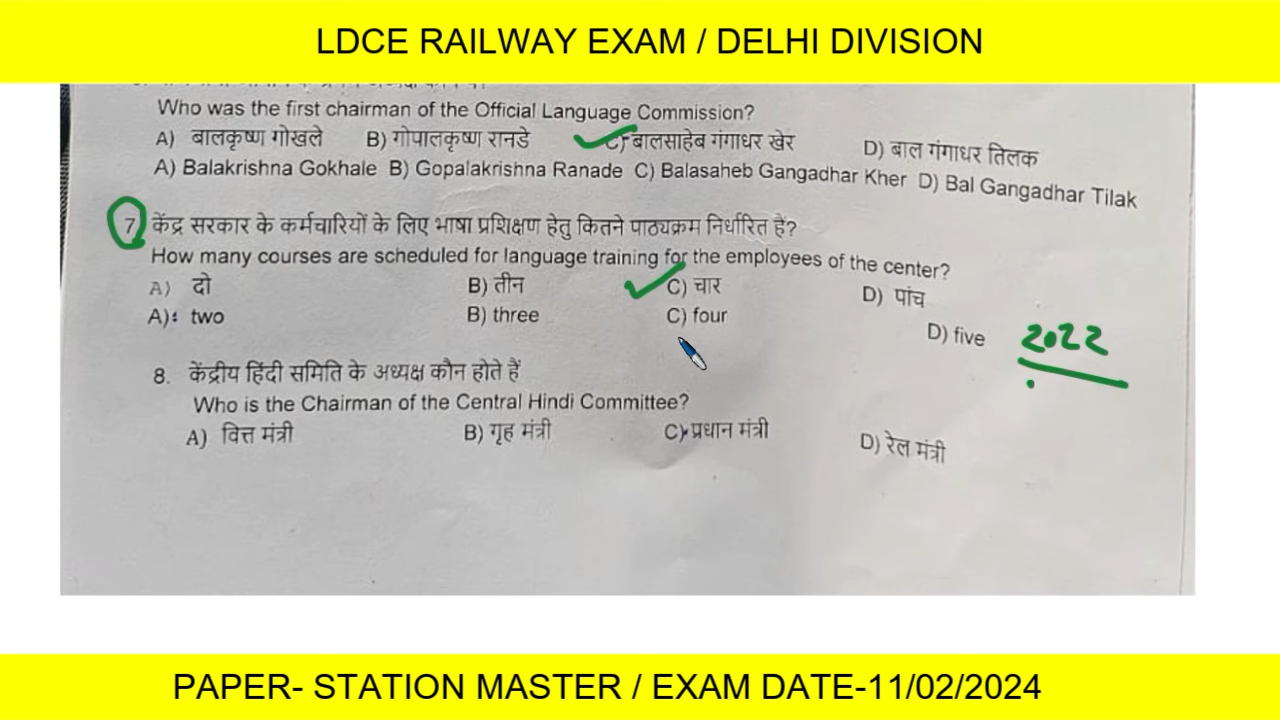 LDCE RAILWAY EXAM / DELHI DIVISION
Who was the first chairman of the Official Language Commission?
A) बालकृष्ण गोखले B) गोपालकृष्ण रानडे C) बालसाहेब गंगाधर खेर D) बाल गंगाधर तिलक
A) Balakrishna Gokhale B) Gopalakrishna Ranade C) Balasaheb Gangadhar Kher D) Bal Gangadhar Tilak
7 केंद्र सरकार के कर्मचारियों के लिए भाषा प्रशिक्षण हेतु कितने पाठ्यक्रम निर्धारित हैं?
How many courses are scheduled for language training for the employees of the center?
A) दो B) तीन C) चार D) पांच
A): two B) three C) four D) five
2022
8. केंद्रीय हिंदी समिति के अध्यक्ष कौन होते हैं
Who is the Chairman of the Central Hindi Committee?
A) वित्त मंत्री B) गृह मंत्री C) प्रधान मंत्री D) रेल मंत्री
PAPER- STATION MASTER / EXAM DATE-11/02/2024